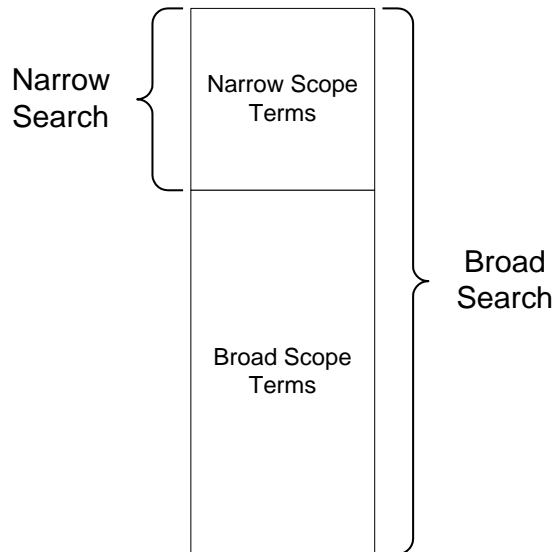 Narrow
Search
Narrow Scope
Terms
Broad
Search
Broad Scope
Terms